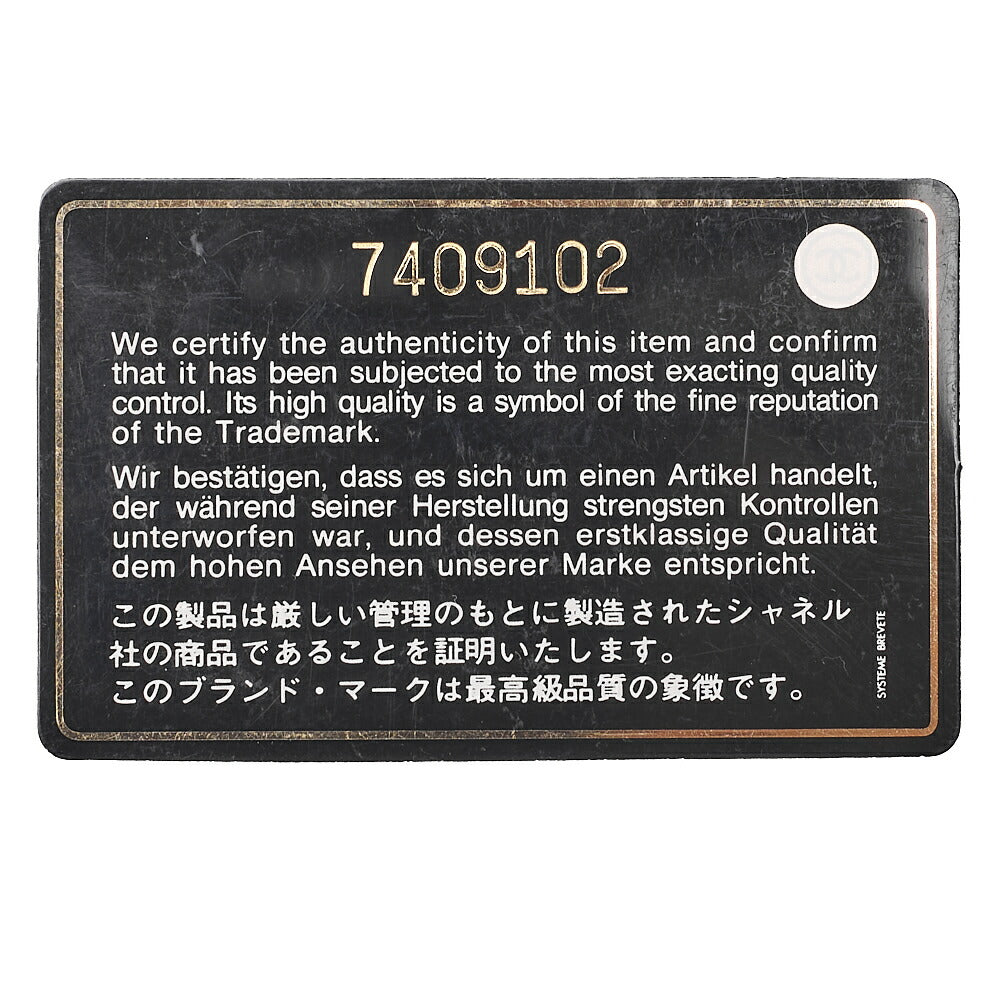 7409102
We certify the authenticity of this item and confirm
that it has been subjected to the most exacting quality
control. Its high quality is a symbol of the fine reputation
of the Trademark.
Wir bestätigen, dass es sich um einen Artikel handelt,
der während seiner Herstellung strengsten Kontrollen
unterworfen war, und dessen erstklassige Qualität
dem hohen Ansehen unserer Marke entspricht.
この製品は厳しい管理のもとに製造されたシャネル
社の商品であることを証明いたします。
このブランド・マークは最高級品質の象徴です。
SYSTEME BREVETE